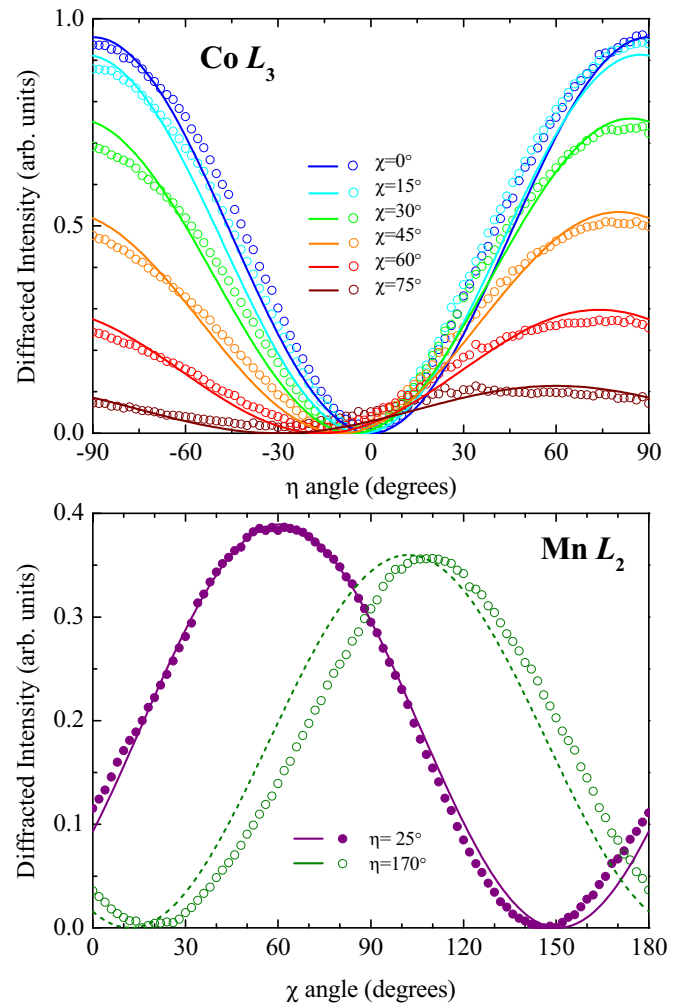 1.0
0.5
0.0
Diffracted Intensity (arb. units)
Co L₃
χ=0°
χ=15°
χ=30°
χ=45°
χ=60°
χ=75°
-90 -60 -30 0 30 60 90
η angle (degrees)
0.4
0.3
0.2
0.1
0.0
Diffracted Intensity (arb. units)
Mn L₂
η= 25°
η=170°
0 30 60 90 120 150 180
χ angle (degrees)